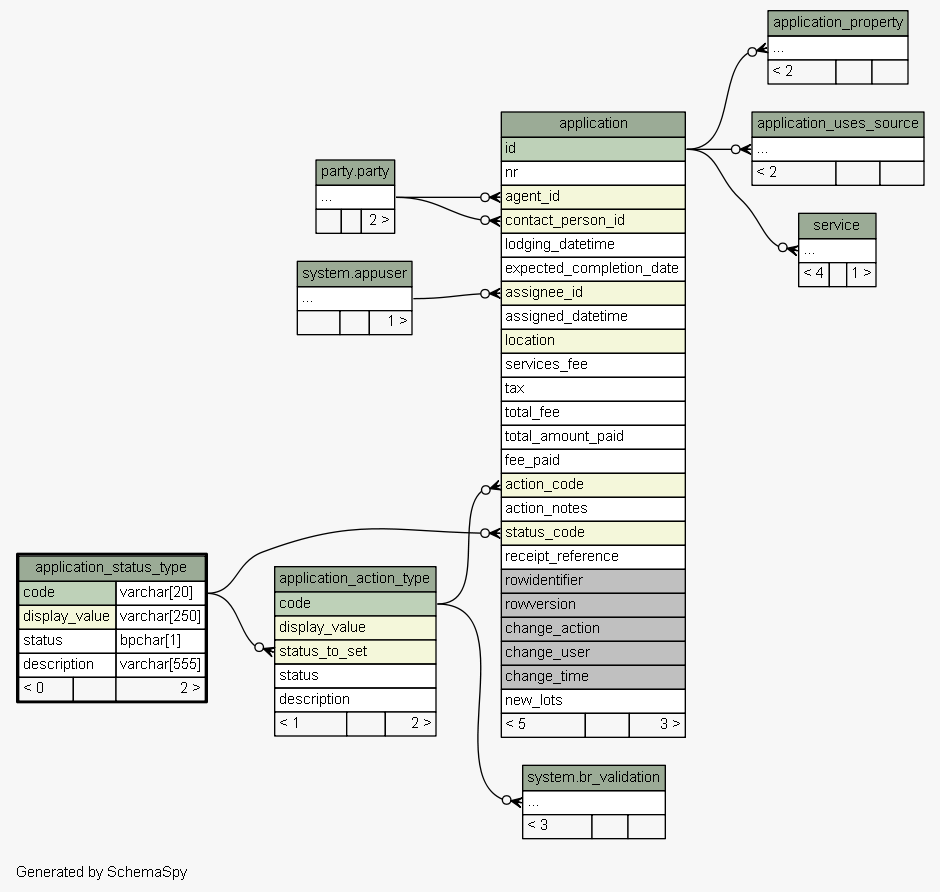 application_property
...
< 2
application_uses_source
...
< 2
service
...
< 4 1 >
party.party
...
2 >
system.appuser
...
1 >
application
id
nr
agent_id
contact_person_id
lodging_datetime
expected_completion_date
assignee_id
assigned_datetime
location
services_fee
tax
total_fee
total_amount_paid
fee_paid
action_code
action_notes
status_code
receipt_reference
rowidentifier
rowversion
change_action
change_user
change_time
new_lots
< 5 3 >
application_status_type
code varchar[20]
display_value varchar[250]
status bpchar[1]
description varchar[555]
< 0 2 >
application_action_type
code
display_value
status_to_set
status
description
< 1 2 >
system.br_validation
...
< 3
Generated by SchemaSpy